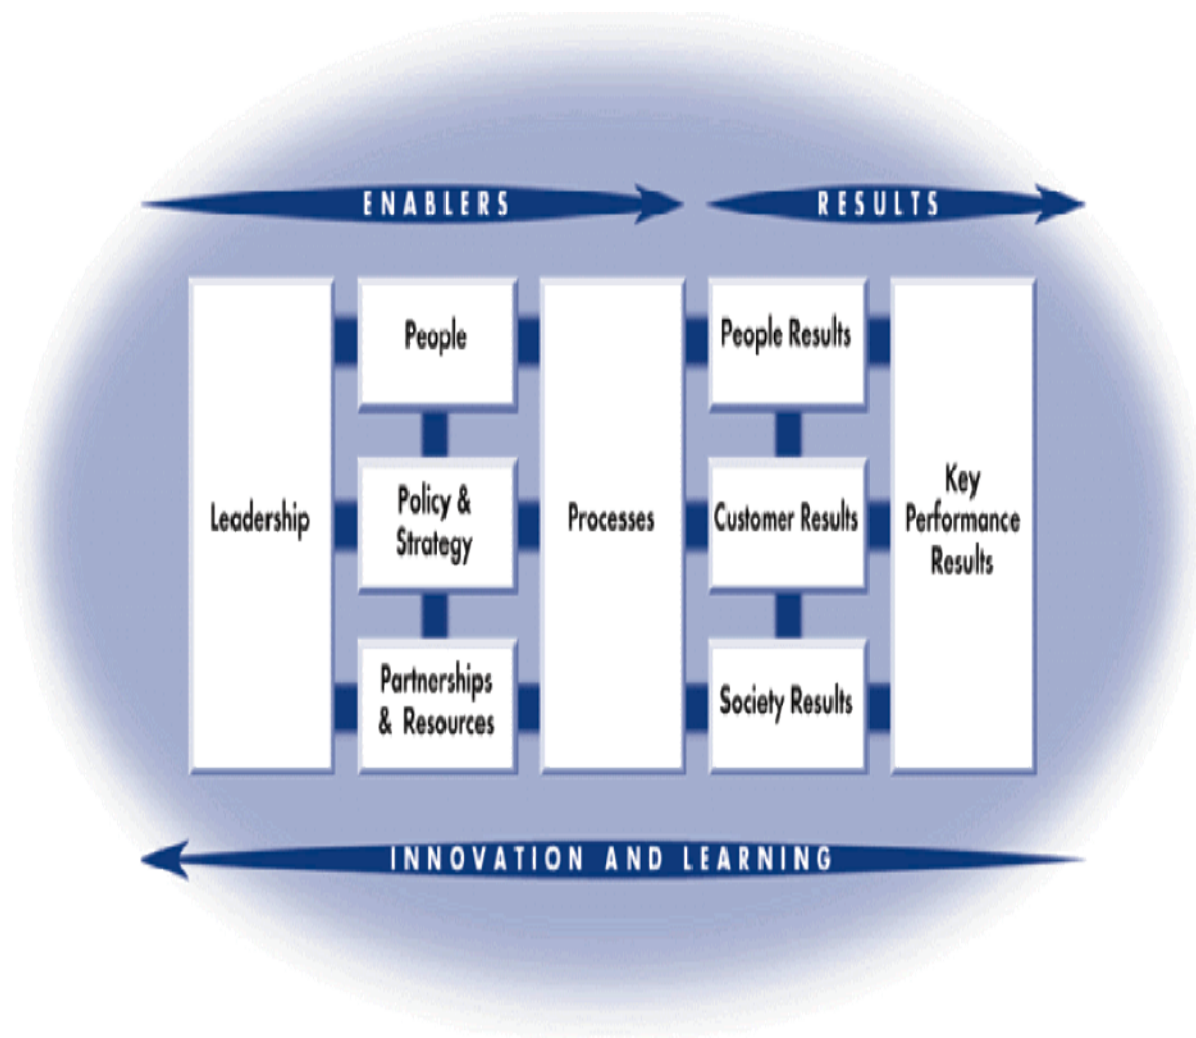 ENABLERS
RESULTS
People
People Results
Leadership
Policy &
Strategy
Processes
Customer Results
Key
Performance
Results
Partnerships
& Resources
Society Results
INNOVATION AND LEARNING